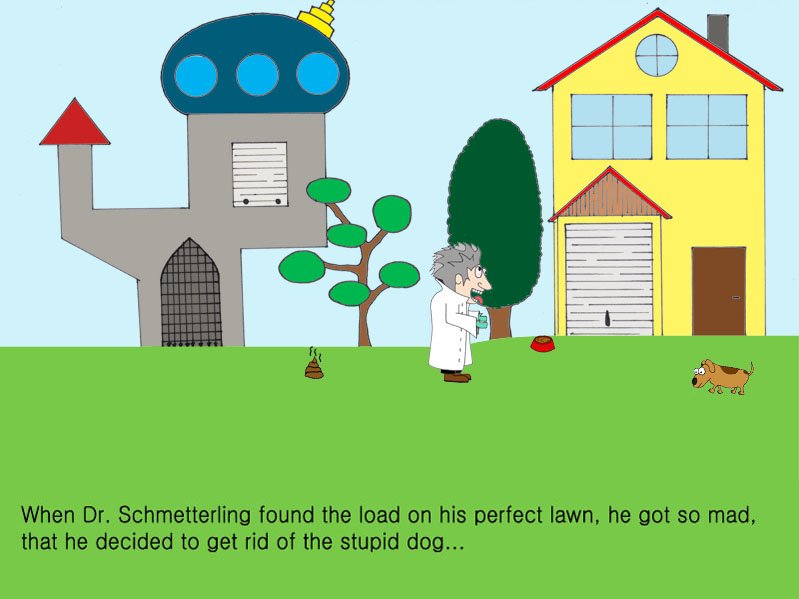 When Dr. Schmetterling found the load on his perfect lawn, he got so mad,
that he decided to get rid of the stupid dog...